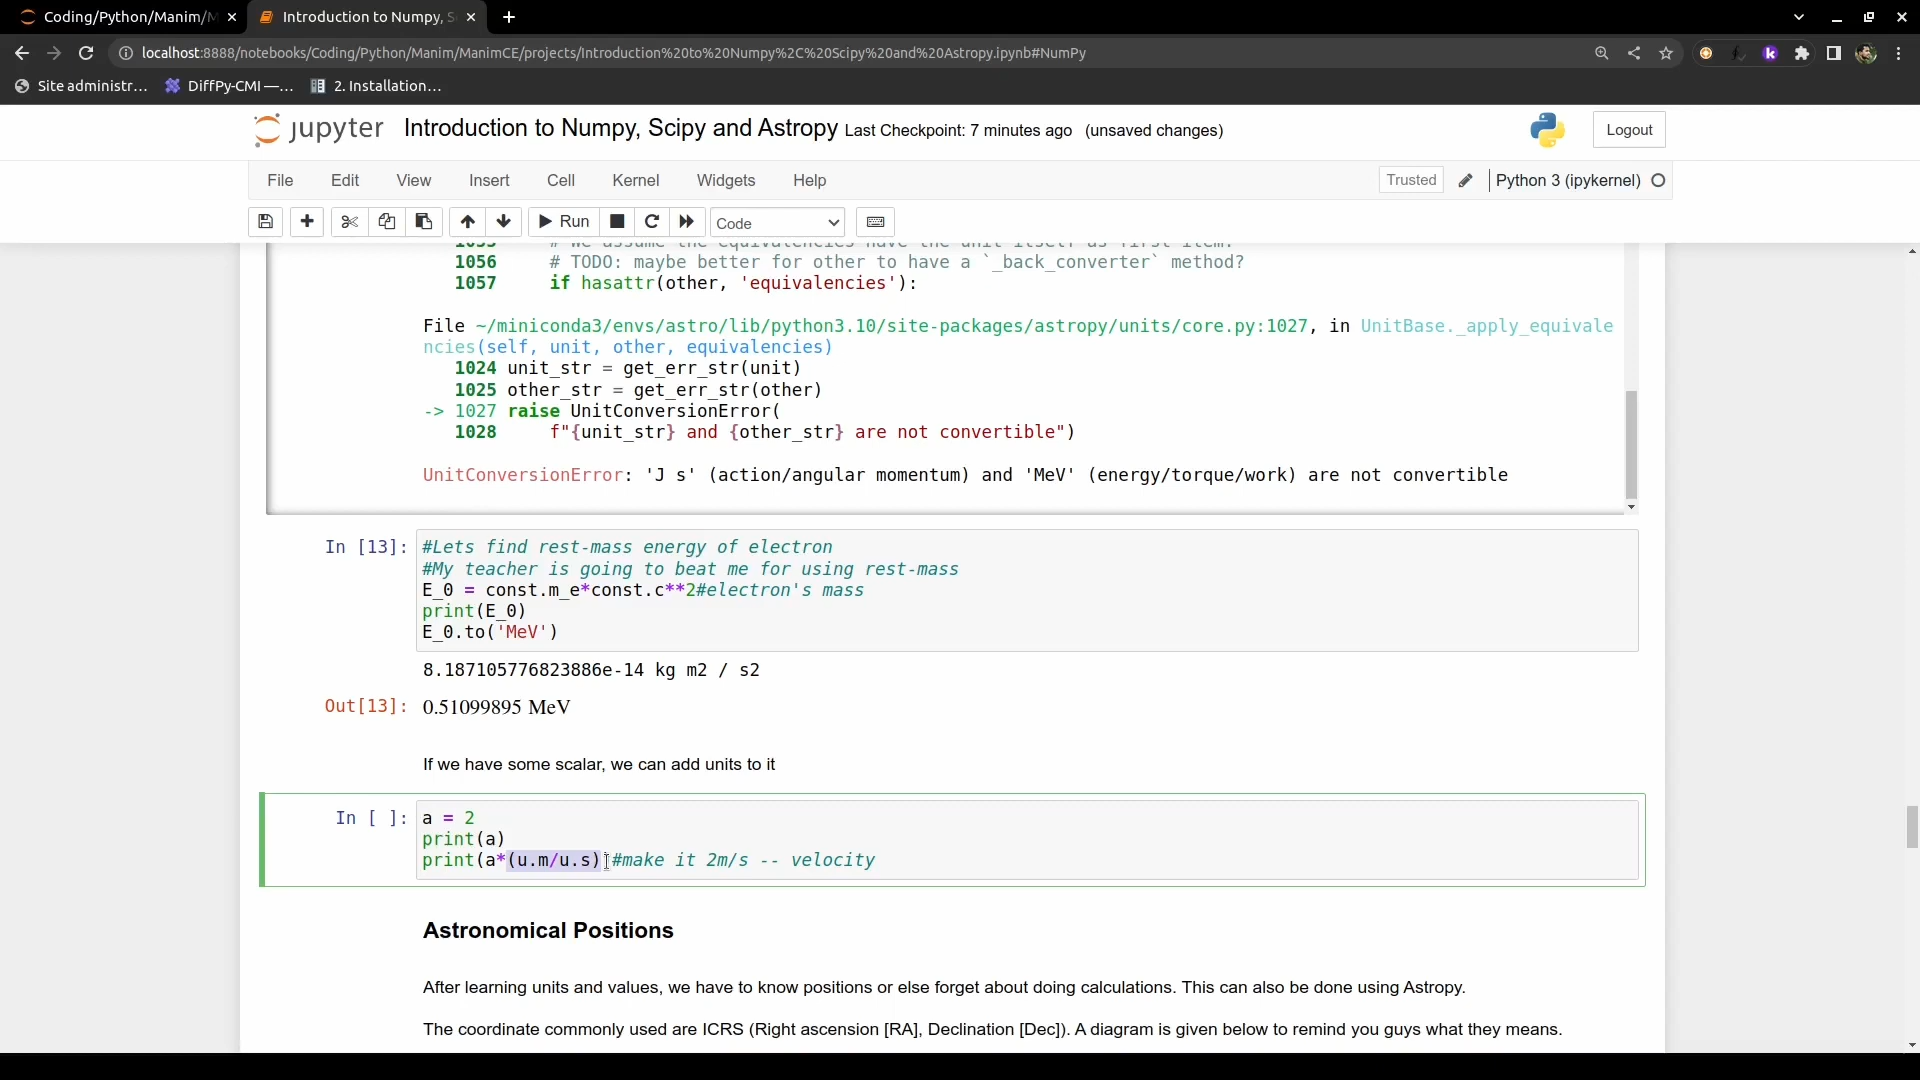 Coding/Python/Manim/M
Introduction to Numpy, S
localhost:8888/notebooks/Coding/Python/Manim/ManimCE/projects/Introduction%20to%20Numpy%2C%20Scipy%20and%20Astropy.ipynb#NumPy
Site administr...
DiffPy-CMI —...
2. Installation...
jupyter Introduction to Numpy, Scipy and Astropy Last Checkpoint: 7 minutes ago (unsaved changes)
Logout
File Edit View Insert Cell Kernel Widgets Help
Trusted
Python 3 (ipykernel)
Run
Code
1055 # We assume the equivalencies have the unit itself as first item.
1056 # TODO: maybe better for other to have a `_back_converter` method?
1057 if hasattr(other, 'equivalencies'):
File ~/miniconda3/envs/astro/lib/python3.10/site-packages/astropy/units/core.py:1027, in UnitBase._apply_equivale
ncies(self, unit, other, equivalencies)
1024 unit_str = get_err_str(unit)
1025 other_str = get_err_str(other)
-> 1027 raise UnitConversionError(
1028 f"{unit_str} and {other_str} are not convertible")
UnitConversionError: 'J s' (action/angular momentum) and 'MeV' (energy/torque/work) are not convertible
In [13]: #Lets find rest-mass energy of electron
#My teacher is going to beat me for using rest-mass
E_0 = const.m_e*const.c**2#electron's mass
print(E_0)
E_0.to('MeV')
8.187105776823886e-14 kg m2 / s2
Out[13]: 0.51099895 MeV
If we have some scalar, we can add units to it
In [ ]: a = 2
print(a)
print(a*(u.m/u.s) #make it 2m/s -- velocity
Astronomical Positions
After learning units and values, we have to know positions or else forget about doing calculations. This can also be done using Astropy.
The coordinate commonly used are ICRS (Right ascension [RA], Declination [Dec]). A diagram is given below to remind you guys what they means.